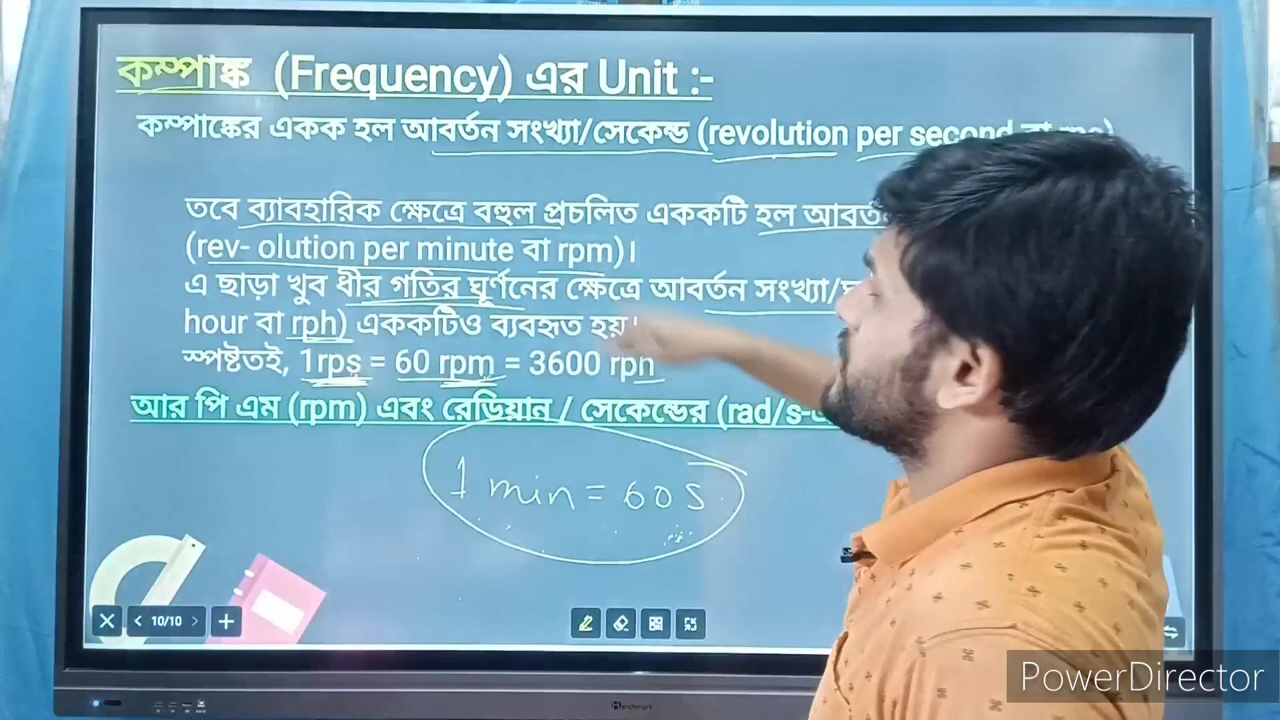 কম্পাঙ্ক (Frequency) এর Unit :-
কম্পাঙ্কের একক হল আবর্তন সংখ্যা/সেকেন্ড (revolution per second
তবে ব্যাবহারিক ক্ষেত্রে বহুল প্রচলিত এককটি হল
(rev- olution per minute বা rpm)।
এ ছাড়া খুব ধীর গতির ঘূর্ণনের ক্ষেত্রে আবর্তন সংখ্যা/
hour বা rph) এককটিও ব্যবহৃত হয়।
স্পষ্টতই, 1rps = 60 rpm = 3600
আর পি এম (rpm) এবং রেডিয়ান / সেকেন্ডের (rad/s-
1 min = 60 s
10/10
PowerDirector